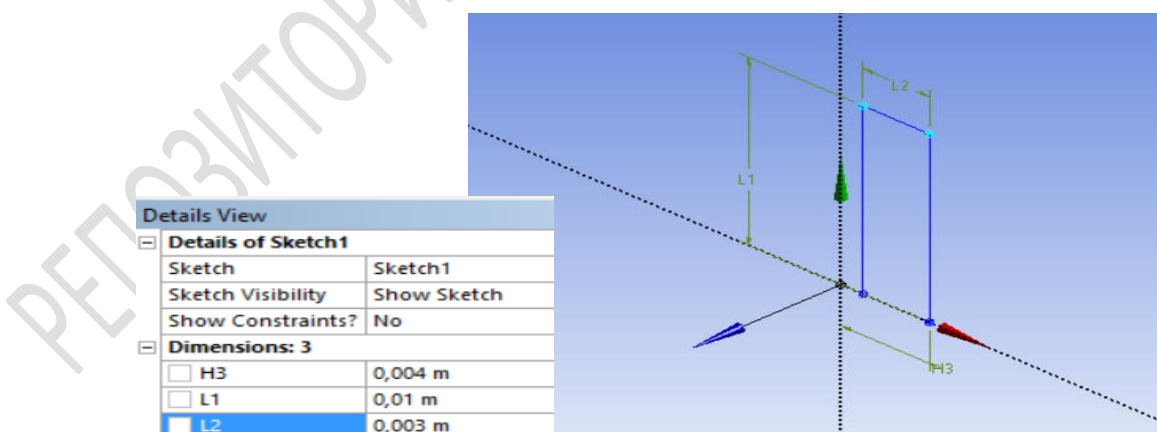 РЕПОЗИТОРИ
L2
L1
H3
Details View
Details of Sketch1
Sketch Sketch1
Sketch Visibility Show Sketch
Show Constraints? No
Dimensions: 3
H3 0,004 m
L1 0,01 m
L2 0,003 m